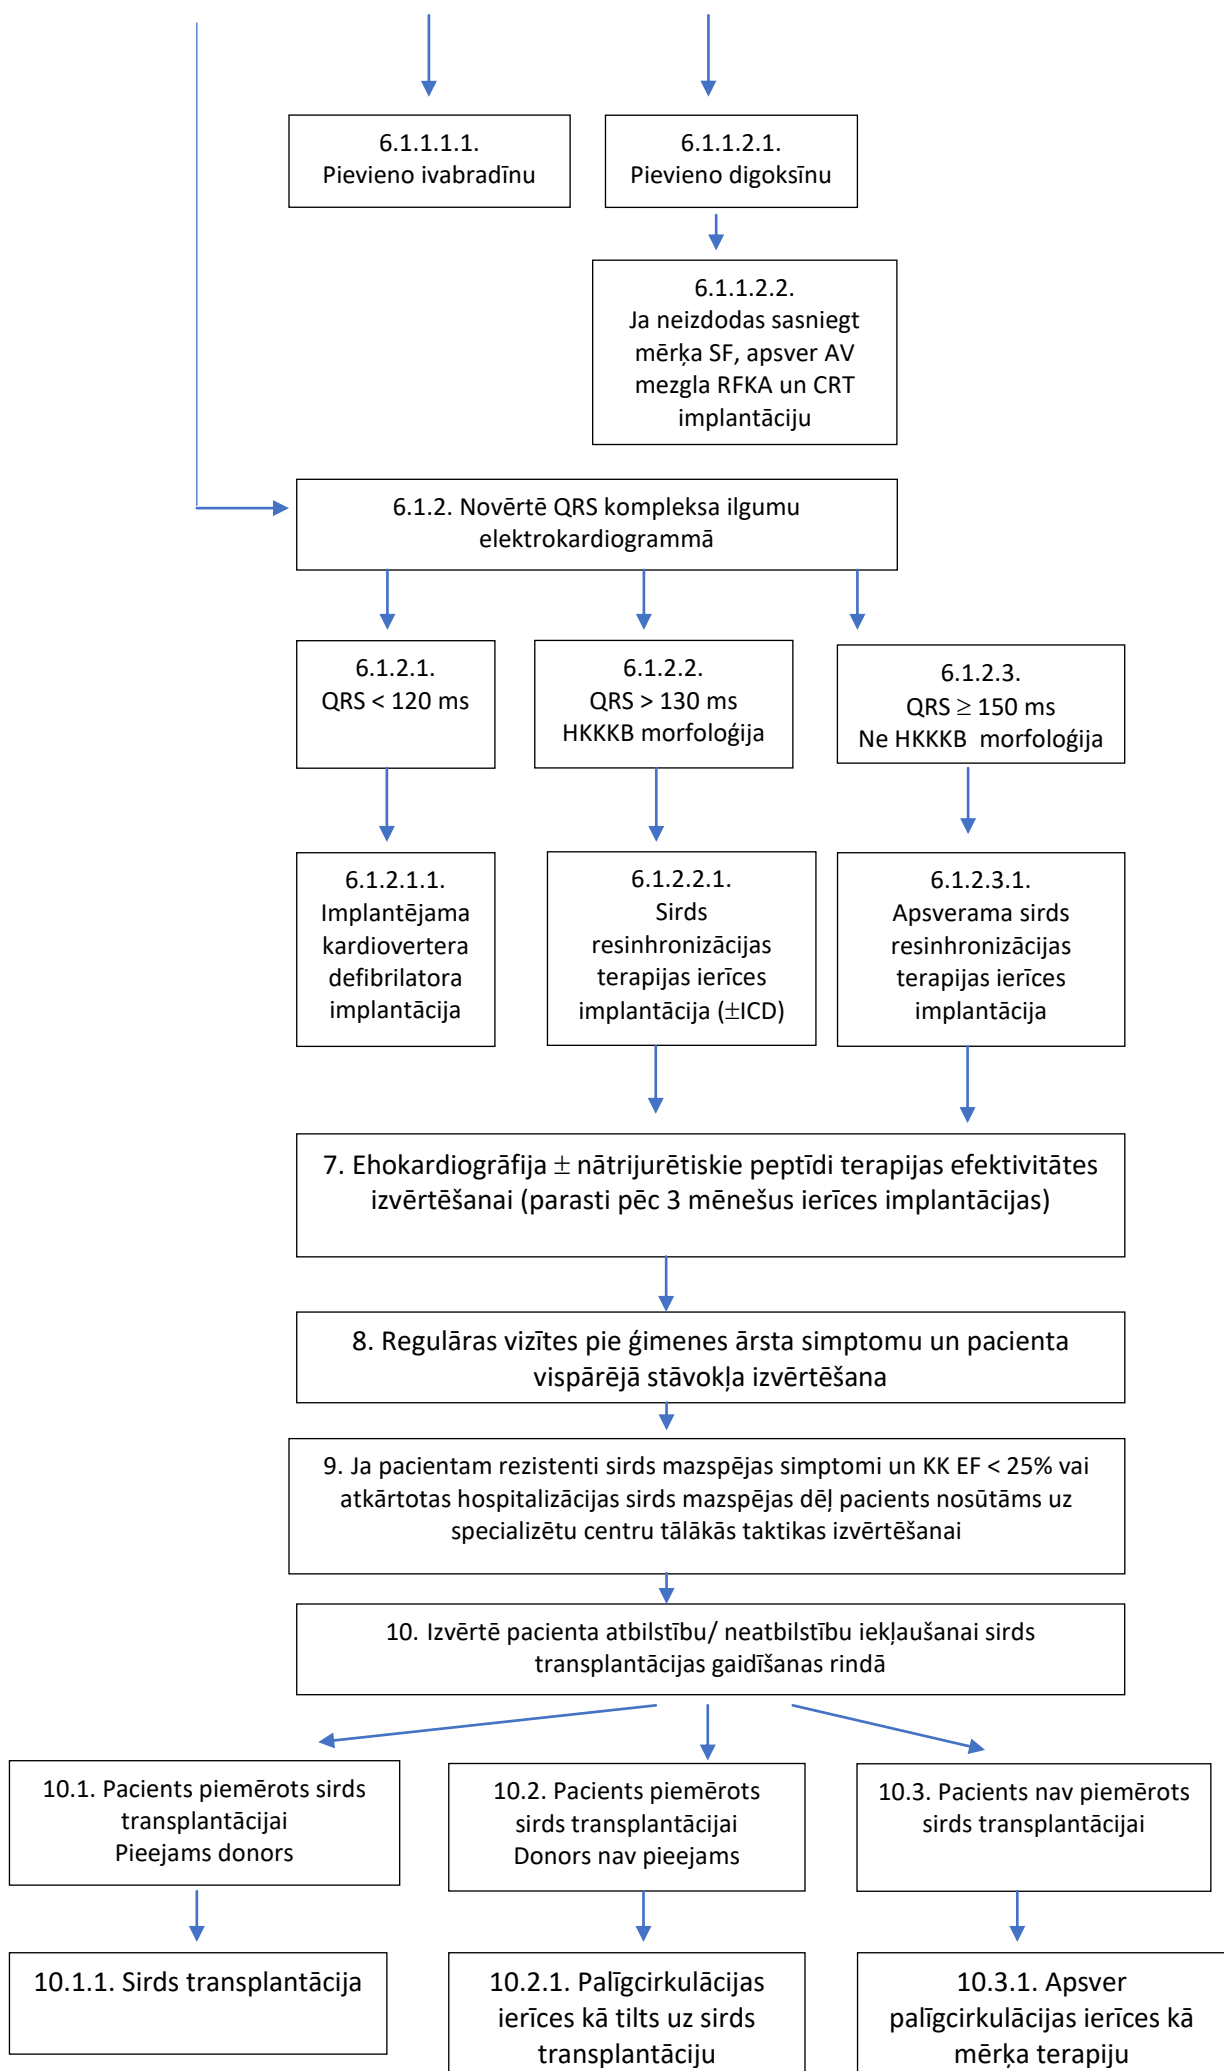 6.1.1.1.1.
Pievieno ivabradīnu
6.1.1.2.1.
Pievieno digoksīnu
6.1.1.2.2.
Ja neizdodas sasniegt
mērķa SF, apsver AV
mezgla RFKA un CRT
implantāciju
6.1.2. Novērtē QRS kompleksa ilgumu
elektrokardiogrammā
6.1.2.1.
QRS < 120 ms
6.1.2.2.
QRS > 130 ms
HKKKB morfoloģija
6.1.2.3.
QRS ≥ 150 ms
Ne HKKKB  morfoloģija
6.1.2.1.1.
Implantējama
kardiovertera
defibrilatora
implantācija
6.1.2.2.1.
Sirds
resinhronizācijas
terapijas ierīces
implantācija (±ICD)
6.1.2.3.1.
Apsverama sirds
resinhronizācijas
terapijas ierīces
implantācija
7. Ehokardiogrāfija ± nātrijurētiskie peptīdi terapijas efektivitātes
izvērtēšanai (parasti pēc 3 mēnešus ierīces implantācijas)
8. Regulāras vizītes pie ģimenes ārsta simptomu un pacienta
vispārējā stāvokļa izvērtēšana
9. Ja pacientam rezistenti sirds mazspējas simptomi un KK EF < 25% vai
atkārtotas hospitalizācijas sirds mazspējas dēļ pacients nosūtāms uz
specializētu centru tālākās taktikas izvērtēšanai
10. Izvērtē pacienta atbilstību/ neatbilstību iekļaušanai sirds
transplantācijas gaidīšanas rindā
10.1. Pacients piemērots sirds
transplantācijai
Pieejams donors
10.2. Pacients piemērots
sirds transplantācijai
Donors nav pieejams
10.3. Pacients nav piemērots
sirds transplantācijai
10.1.1. Sirds transplantācija
10.2.1. Palīgcirkulācijas
ierīces kā tilts uz sirds
transplantāciju
10.3.1. Apsver
palīgcirkulācijas ierīces kā
mērķa terapiju